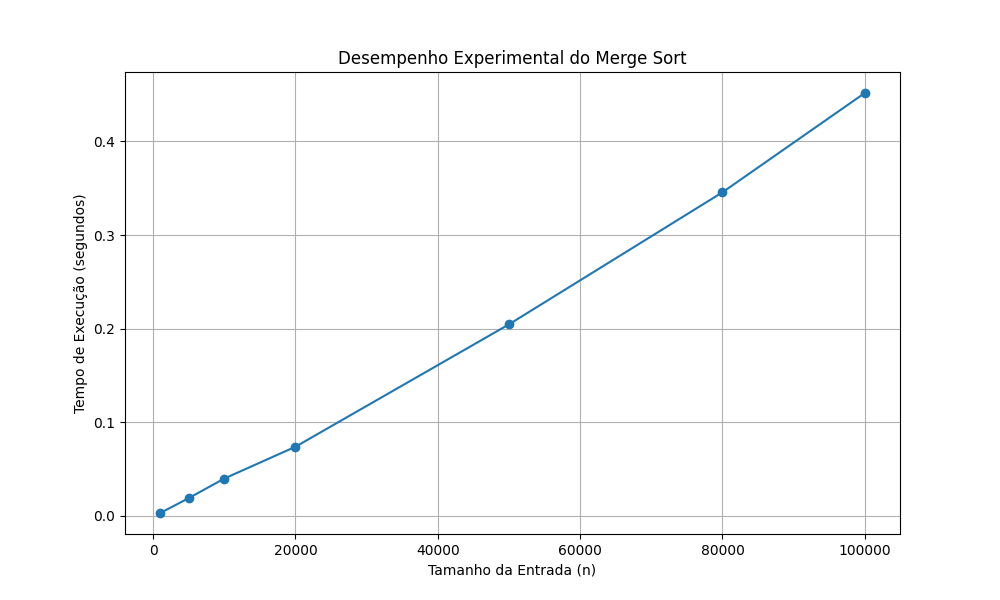 Desempenho Experimental do Merge Sort
Tempo de Execução (segundos)
0.4
0.3
0.2
0.1
0.0
0 20000 40000 60000 80000 100000
Tamanho da Entrada (n)